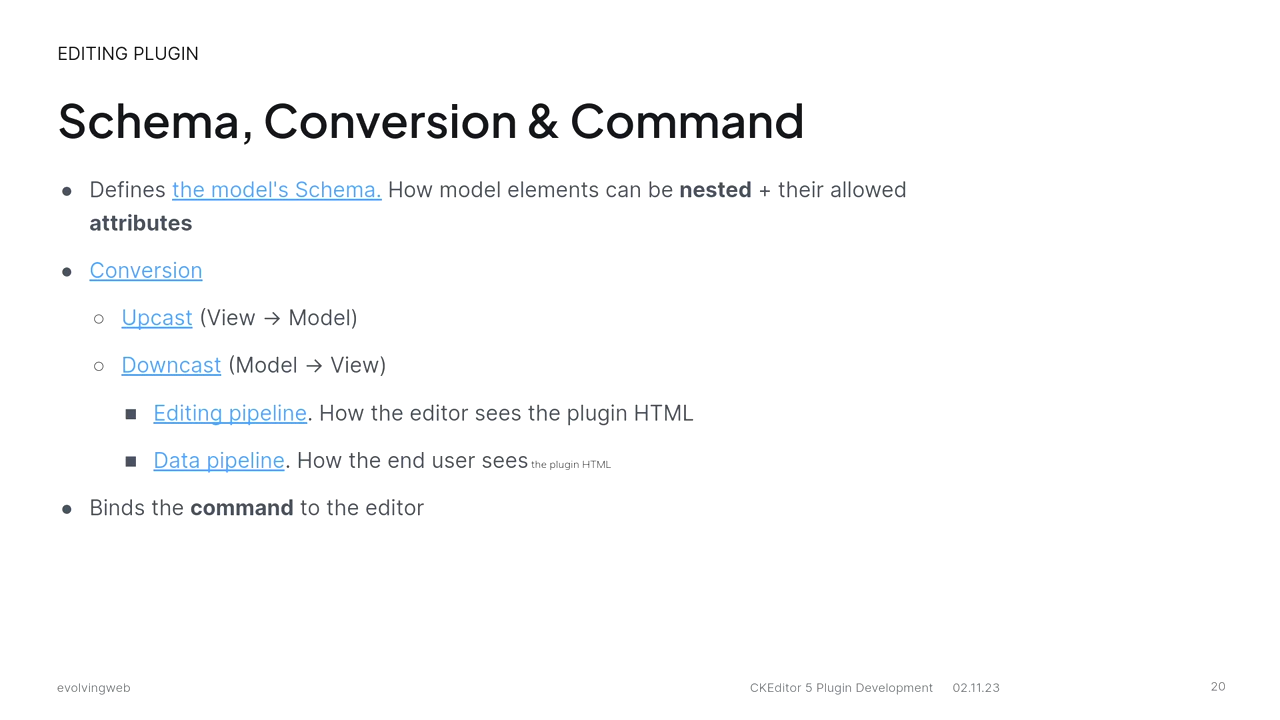 EDITING PLUGIN
Schema, Conversion & Command
● Defines the model's Schema. How model elements can be nested + their allowed
attributes
● Conversion
○ Upcast (View → Model)
○ Downcast (Model → View)
■ Editing pipeline. How the editor sees the plugin HTML
■ Data pipeline. How the end user sees the plugin HTML
● Binds the command to the editor
evolvingweb CKEditor 5 Plugin Development 02.11.23 20